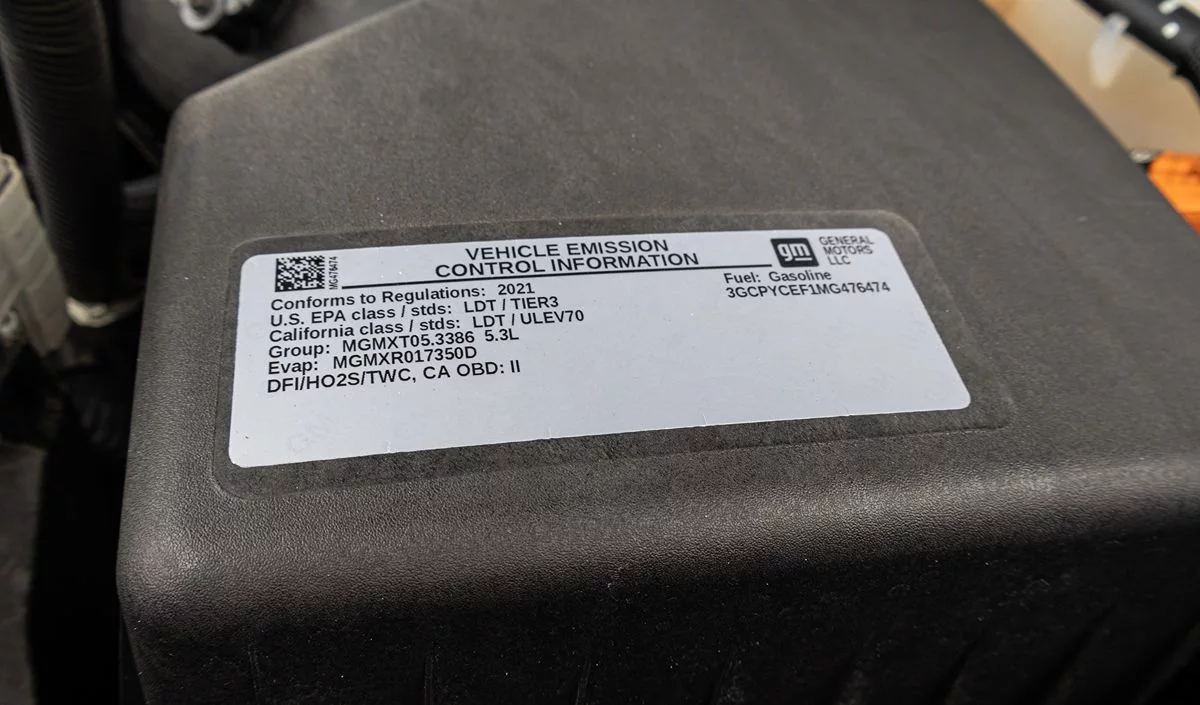 VEHICLE EMISSION
CONTROL INFORMATION
MG476474
gm
GENERAL
MOTORS
LLC
Conforms to Regulations: 2021
U.S. EPA class / stds: LDT / TIER3
California class / stds: LDT / ULEV70
Group: MGMXT05.3386 5.3L
Evap: MGMXR017350D
DFI/HO2S/TWC, CA OBD: II
Fuel: Gasoline
3GCPYCEF1MG476474